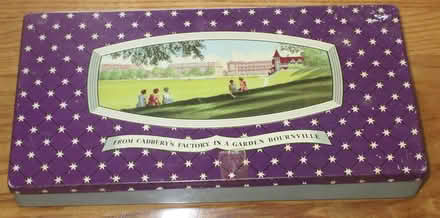 FROM CADBURY'S FACTORY IN A GARDEN BOURNVILLE